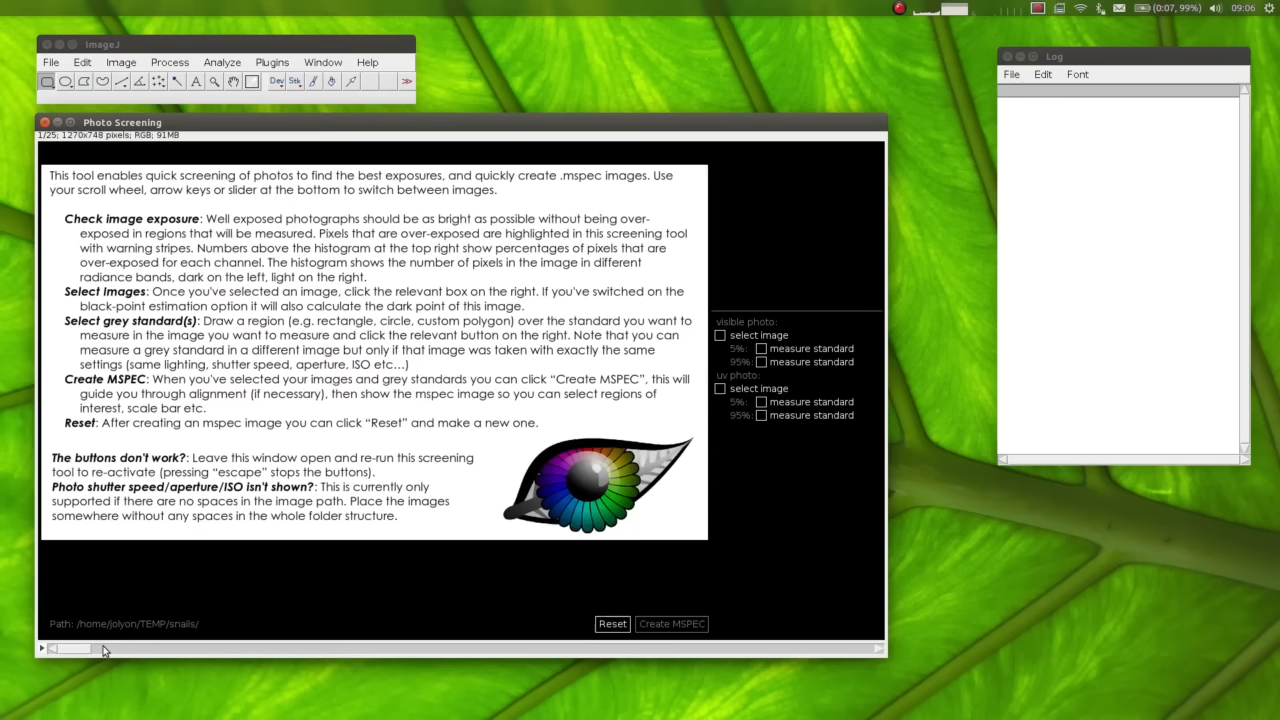 (0:07, 99%)
09:06
ImageJ
File Edit Image Process Analyze Plugins Window Help
A Dev Stk >>
Log
File Edit Font
Photo Screening
1/25; 1270x748 pixels; RGB; 91MB
This tool enables quick screening of photos to find the best exposures, and quickly create .mspec images. Use
your scroll wheel, arrow keys or slider at the bottom to switch between images.
Check image exposure: Well exposed photographs should be as bright as possible without being over-
exposed in regions that will be measured. Pixels that are over-exposed are highlighted in this screening tool
with warning stripes. Numbers above the histogram at the top right show percentages of pixels that are
over-exposed for each channel. The histogram shows the number of pixels in the image in different
radiance bands, dark on the left, light on the right.
Select Images: Once you've selected an image, click the relevant box on the right. If you've switched on the
black-point estimation option it will also calculate the dark point of this image.
Select grey standard(s): Draw a region (e.g. rectangle, circle, custom polygon) over the standard you want to
measure in the image you want to measure and click the relevant button on the right. Note that you can
measure a grey standard in a different image but only if that image was taken with exactly the same
settings (same lighting, shutter speed, aperture, ISO etc...)
Create MSPEC: When you've selected your images and grey standards you can click “Create MSPEC”, this will
guide you through alignment (if necessary), then show the mspec image so you can select regions of
interest, scale bar etc.
Reset: After creating an mspec image you can click “Reset” and make a new one.
The buttons don't work?: Leave this window open and re-run this screening
tool to re-activate (pressing “escape” stops the buttons).
Photo shutter speed/aperture/ISO isn't shown?: This is currently only
supported if there are no spaces in the image path. Place the images
somewhere without any spaces in the whole folder structure.
visible photo:
select image
5%: measure standard
95%: measure standard
uv photo:
select image
5%: measure standard
95%: measure standard
Path: /home/jolyon/TEMP/snails/
Reset Create MSPEC